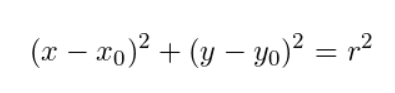 (x − x₀)² + (y − y₀)² = r²